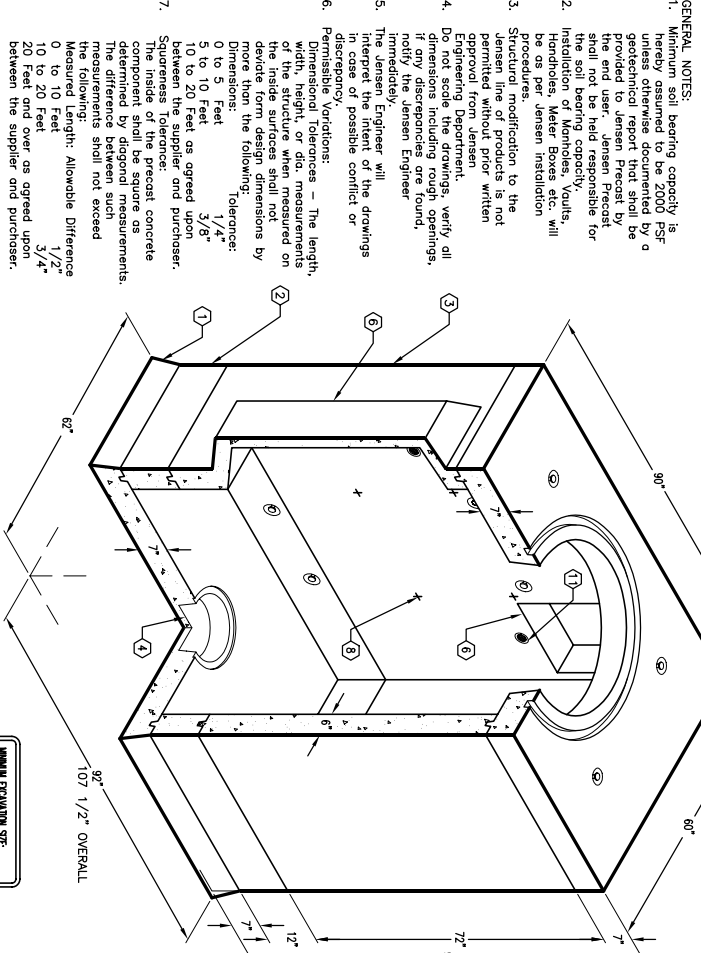 GENERAL NOTES:
1. Minimum soil bearing capacity is
hereby assumed to be 2000 PSF
unless otherwise documented by a
geotechnical report that shall be
provided to Jensen Precast by
the end user. Jensen Precast
shall not be held responsible for
the soil bearing capacity.
2. Installation of Manholes, Vaults,
Handholes, Meter Boxes etc. will
be as per Jensen installation
procedures.
3. Structural modification to the
Jensen line of products is not
permitted without prior written
approval from Jensen
Engineering Department.
4. Do not scale the drawings, verify all
dimensions including rough openings,
if any discrepancies are found,
notify the Jensen Engineer
immediately.
5. The Jensen Engineer will
interpret the intent of the drawings
in case of possible conflict or
discrepancy.
6. Permissible Variations:
Dimensional Tolerances – The length,
width, height, or dia. measurements
of the structure when measured on
the inside surfaces shall not
deviate form design dimensions by
more than the following:
Dimensions: Tolerance:
0 to 5 Feet 1/4"
5 to 10 Feet 3/8"
10 to 20 Feet as agreed upon
between the supplier and purchaser.
7. Squareness Tolerance:
The inside of the precast concrete
component shall be square as
determined by diagonal measurements.
The difference between such
measurements shall not exceed
the following:
Measured Length: Allowable Difference
0 to 10 Feet 1/2"
10 to 20 Feet 3/4"
20 Feet and over as agreed upon
between the supplier and purchaser.
90"
60"
3
6
2
1
62"
7"
11
6
8
4
7"
6"
92"
107 1/2" OVERALL
7"
72"
12"
7"
MINIMUM EXCAVATION SIZE: